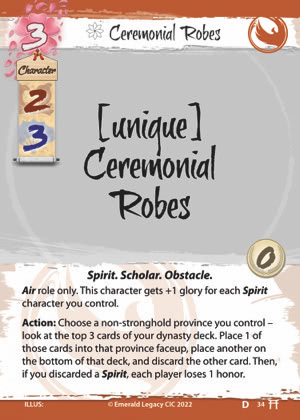 3
Ceremonial Robes
Character
2
3
[unique]
Ceremonial
Robes
0
Spirit. Scholar. Obstacle.
Air role only. This character gets +1 glory for each Spirit
character you control.
Action: Choose a non-stronghold province you control –
look at the top 3 cards of your dynasty deck. Place 1 of
those cards into that province faceup, place another on
the bottom of that deck, and discard the other card. Then,
if you discarded a Spirit, each player loses 1 honor.
ILLUS: © Emerald Legacy CIC 2022 D 34